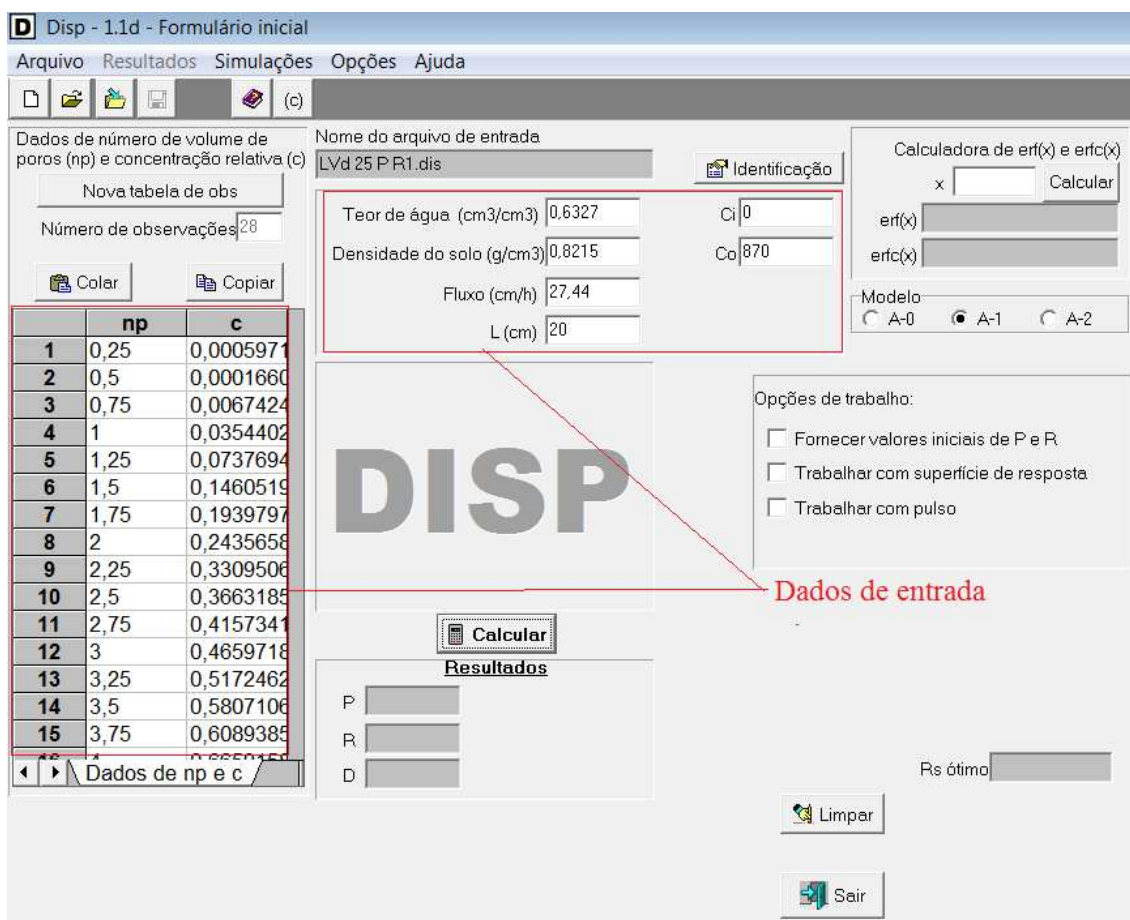 D Disp - 1.1d - Formulário inicial
Arquivo Resultados Simulações Opções Ajuda
(c)
Dados de número de volume de
poros (np) e concentração relativa (c)
Nova tabela de obs
Número de observações 28
Colar Copiar
np c
1 0,25 0,0005971
2 0,5 0,0001660
3 0,75 0,0067424
4 1 0,0354402
5 1,25 0,0737694
6 1,5 0,1460519
7 1,75 0,1939797
8 2 0,2435658
9 2,25 0,3309506
10 2,5 0,3663185
11 2,75 0,4157341
12 3 0,4659718
13 3,25 0,5172462
14 3,5 0,5807106
15 3,75 0,6089385
Dados de np e c
Nome do arquivo de entrada
LVd 25 P R1.dis
Identificação
Teor de água (cm3/cm3) 0,6327
Ci 0
Densidade do solo (g/cm3) 0,8215
Co 870
Fluxo (cm/h) 27,44
L (cm) 20
DISP
Calcular
Resultados
P
R
D
Calculadora de erf(x) e erfc(x)
x Calcular
erf(x)
erfc(x)
Modelo
A-0 A-1 A-2
Opções de trabalho:
Fornecer valores iniciais de P e R
Trabalhar com superfície de resposta
Trabalhar com pulso
Dados de entrada
Rs ótimo
Limpar
Sair